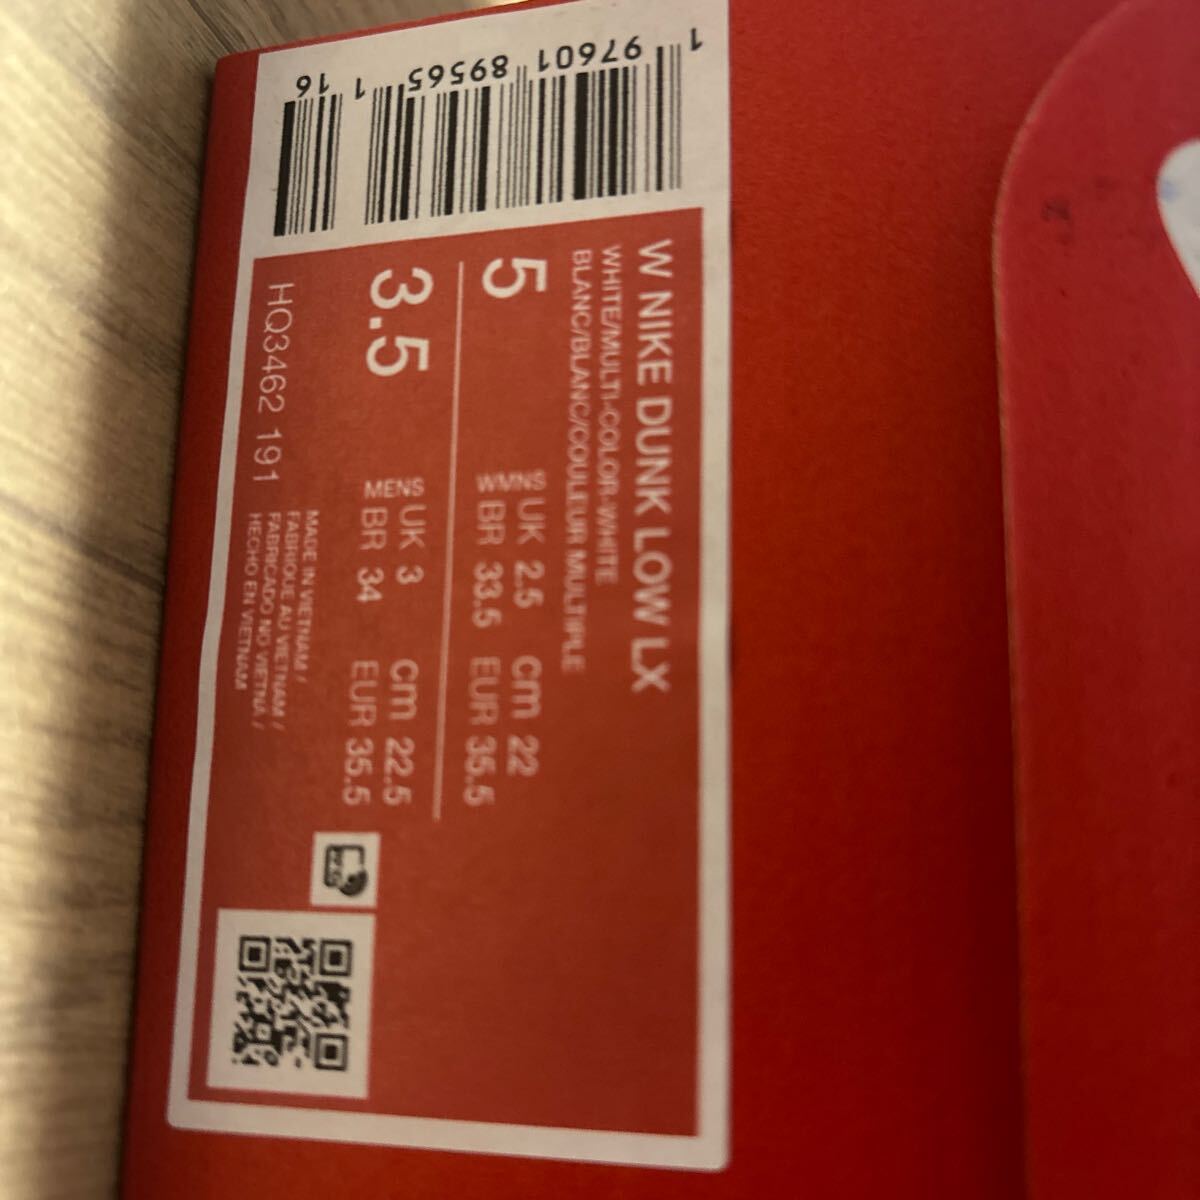 1 97601 89565 1 16
W NIKE DUNK LOW LX
WHITE/MULTI-COLOR-WHITE
BLANC/BLANC/COULEUR MULTIPLE
5
WMNS
UK 2.5 cm 22
BR 33.5 EUR 35.5
3.5
MENS
UK 3 cm 22.5
BR 34 EUR 35.5
HQ3462 191
MADE IN VIETNAM /
FABRIQUE AU VIETNAM /
FABRICADO NO VIETNÃ /
HECHO EN VIETNAM